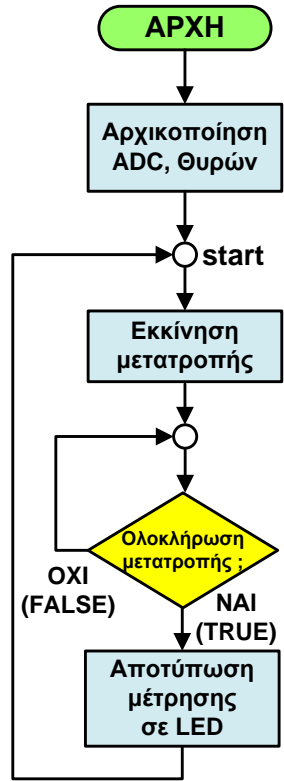 ΑΡΧΗ
Αρχικοποίηση
ADC, Θυρών
start
Εκκίνηση
μετατροπής
Ολοκλήρωση
μετατροπής ;
ΟΧΙ
(FALSE)
ΝΑΙ
(TRUE)
Αποτύπωση
μέτρησης
σε LED